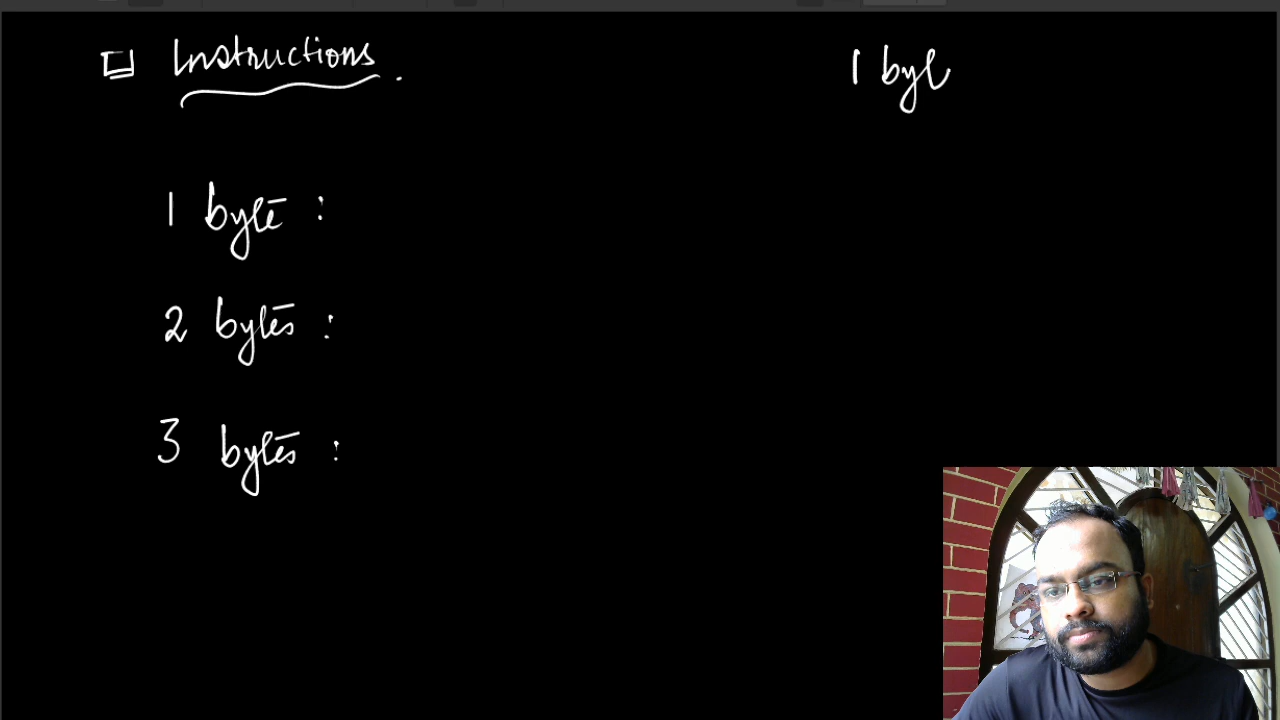 Instructions.
1 byte
1 byte :
2 bytes :
3 bytes :